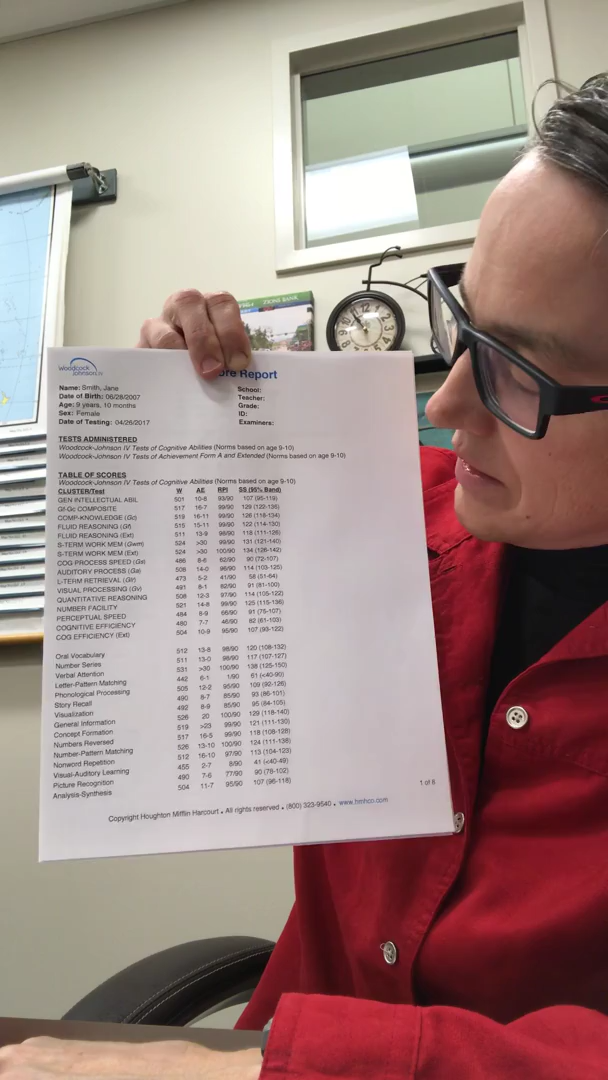 Woodcock
Johnson IV
ore Report
Name: Smith, Jane
Date of Birth: 06/26/2007
Age: 9 years, 10 months
Sex: Female
Date of Testing: 04/26/2017
School:
Teacher:
Grade:
ID:
Examiners:
TESTS ADMINISTERED
Woodcock-Johnson IV Tests of Cognitive Abilities (Norms based on age 9-10)
Woodcock-Johnson IV Tests of Achievement Form A and Extended (Norms based on age 9-10)
TABLE OF SCORES
Woodcock-Johnson IV Tests of Cognitive Abilities (Norms based on age 9-10)
CLUSTER/Test W AE RPI SS (95% Band)
GEN INTELLECTUAL ABIL 501 10-8 93/90 107 (95-119)
Gf-Gc COMPOSITE 517 16-7 99/90 129 (122-136)
COMP-KNOWLEDGE (Gc) 519 16-11 99/90 126 (118-134)
FLUID REASONING (Gf) 515 15-11 99/90 122 (114-130)
FLUID REASONING (Ext) 511 13-9 98/90 118 (111-126)
S-TERM WORK MEM (Gwm) 524 >30 99/90 131 (121-140)
S-TERM WORK MEM (Ext) 524 >30 100/90 134 (126-142)
COG PROCESS SPEED (Gs) 486 8-6 62/90 90 (72-107)
AUDITORY PROCESS (Ga) 508 14-0 96/90 114 (103-125)
L-TERM RETRIEVAL (Glr) 473 5-2 41/90 58 (51-64)
VISUAL PROCESSING (Gv) 491 8-1 82/90 91 (81-100)
QUANTITATIVE REASONING 508 12-3 97/90 114 (105-122)
NUMBER FACILITY 521 14-8 99/90 125 (115-136)
PERCEPTUAL SPEED 484 8-9 66/90 91 (75-107)
COGNITIVE EFFICIENCY 480 7-7 46/90 82 (61-103)
COG EFFICIENCY (Ext) 504 10-9 95/90 107 (93-122)
Oral Vocabulary 512 13-8 98/90 120 (108-132)
Number Series 511 13-0 98/90 117 (107-127)
Verbal Attention 531 >30 100/90 138 (125-150)
Letter-Pattern Matching 442 6-1 1/90 61 (<40-90)
Phonological Processing 505 12-2 95/90 109 (92-126)
Story Recall 490 8-7 85/90 93 (86-101)
Visualization 492 8-9 85/90 95 (84-105)
General Information 526 20 100/90 129 (118-140)
Concept Formation 519 >23 99/90 121 (111-130)
Numbers Reversed 517 16-5 99/90 118 (108-128)
Number-Pattern Matching 526 13-10 100/90 124 (111-138)
Nonword Repetition 512 16-10 97/90 113 (104-123)
Visual-Auditory Learning 455 2-7 8/90 41 (<40-49)
Picture Recognition 490 7-6 77/90 90 (78-102)
Analysis-Synthesis 504 11-7 95/90 107 (96-118)
1 of 8
Copyright Houghton Mifflin Harcourt • All rights reserved • (800) 323-9540 • www.hmhco.com
ZIONS BANK